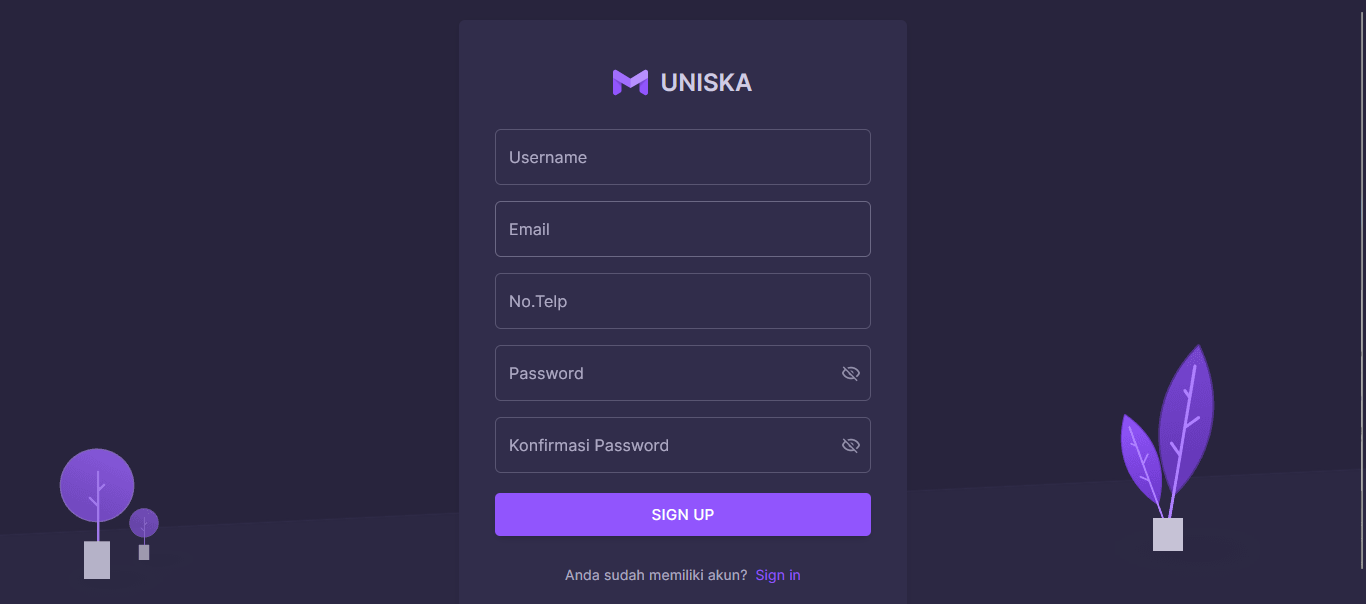 UNISKA
Username
Email
No.Telp
Password
Konfirmasi Password
SIGN UP
Anda sudah memiliki akun? Sign in